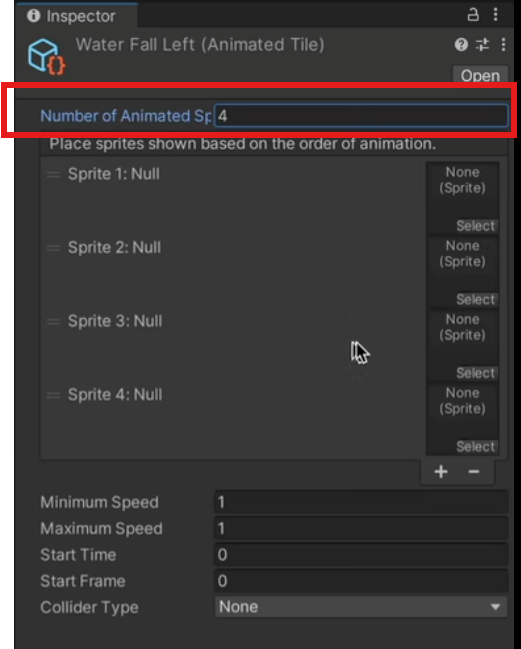 Inspector
Water Fall Left (Animated Tile)
Open
Number of Animated Sp 4
Place sprites shown based on the order of animation.
Sprite 1: Null
None
(Sprite)
Select
Sprite 2: Null
None
(Sprite)
Select
Sprite 3: Null
None
(Sprite)
Select
Sprite 4: Null
None
(Sprite)
Select
+ −
Minimum Speed 1
Maximum Speed 1
Start Time 0
Start Frame 0
Collider Type None